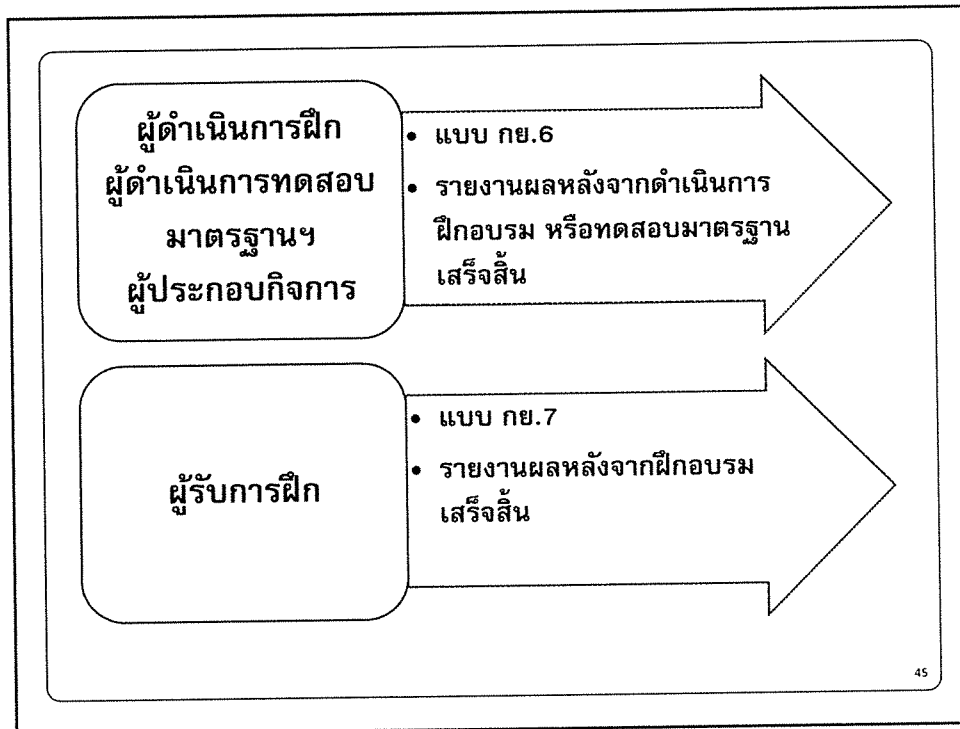 ผู้ดำเนินการฝึก
ผู้ดำเนินการทดสอบ
มาตรฐานฯ
ผู้ประกอบกิจการ
• แบบ กย.6
• รายงานผลหลังจากดำเนินการ
ฝึกอบรม หรือทดสอบมาตรฐาน
เสร็จสิ้น
ผู้รับการฝึก
• แบบ กย.7
• รายงานผลหลังจากฝึกอบรม
เสร็จสิ้น
45